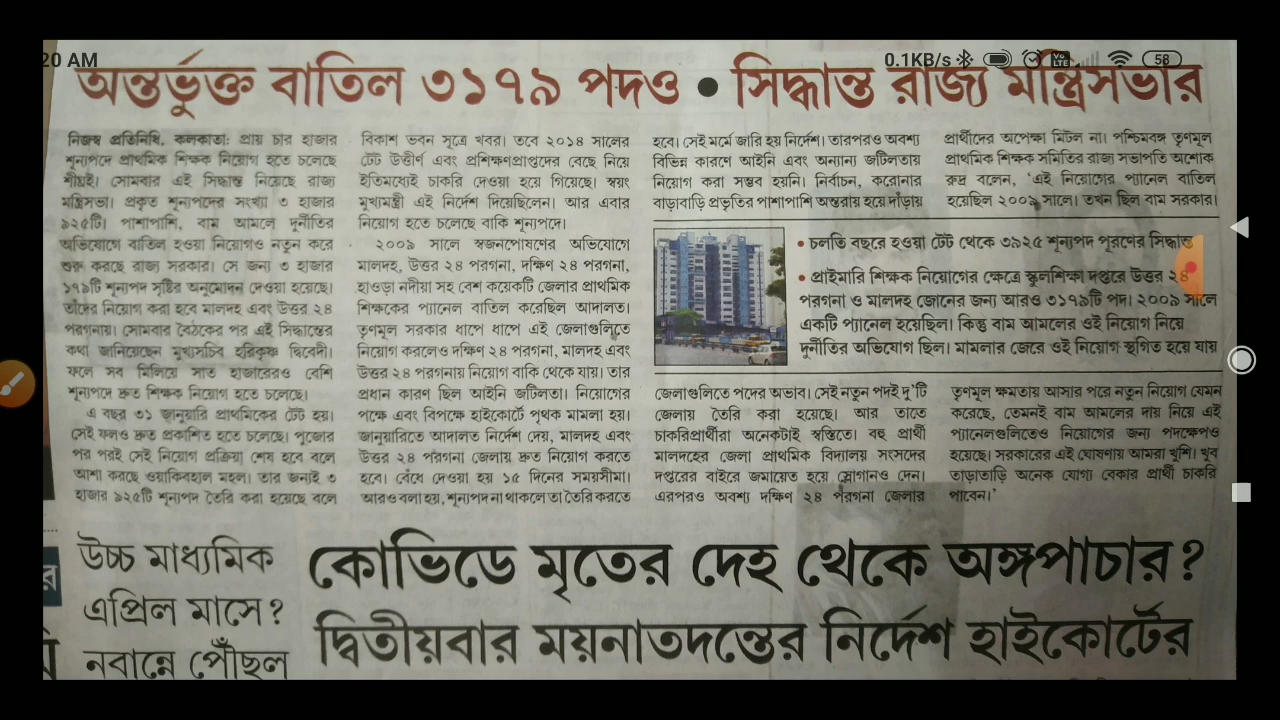 20 AM
0.1KB/s
58
অন্তর্ভুক্ত বাতিল ৩১৭৯ পদও • সিদ্ধান্ত রাজ্য মন্ত্রিসভার
নিজস্ব প্রতিনিধি, কলকাতা: প্রায় চার হাজার
শূন্যপদে প্রাথমিক শিক্ষক নিয়োগ হতে চলেছে
শীঘ্রই। সোমবার এই সিদ্ধান্ত নিয়েছে রাজ্য
মন্ত্রিসভা। প্রকৃত শূন্যপদের সংখ্যা ৩ হাজার
৯২৫টি। পাশাপাশি, বাম আমলে দুর্নীতির
অভিযোগে বাতিল হওয়া নিয়োগও নতুন করে
শুরু করছে রাজ্য সরকার। সে জন্য ৩ হাজার
১৭৯টি শূন্যপদ সৃষ্টির অনুমোদন দেওয়া হয়েছে।
তাঁদের নিয়োগ করা হবে মালদহ এবং উত্তর ২৪
পরগনায়। সোমবার বৈঠকের পর এই সিদ্ধান্তের
কথা জানিয়েছেন মুখ্যসচিব হরিকৃষ্ণ দ্বিবেদী।
ফলে সব মিলিয়ে সাত হাজারেরও বেশি
শূন্যপদে দ্রুত শিক্ষক নিয়োগ হতে চলেছে।
এ বছর ৩১ জানুয়ারি প্রাথমিকের টেট হয়।
সেই ফলও দ্রুত প্রকাশিত হতে চলেছে। পুজোর
পর পরই সেই নিয়োগ প্রক্রিয়া শেষ হবে বলে
আশা করছে ওয়াকিবহাল মহল। তার জন্যই ৩
হাজার ৯২৫টি শূন্যপদ তৈরি করা হয়েছে বলে
বিকাশ ভবন সূত্রে খবর। তবে ২০১৪ সালের
টেট উত্তীর্ণ এবং প্রশিক্ষণপ্রাপ্তদের বেছে নিয়ে
ইতিমধ্যেই চাকরি দেওয়া হয়ে গিয়েছে। স্বয়ং
মুখ্যমন্ত্রী এই নির্দেশ দিয়েছিলেন। আর এবার
নিয়োগ হতে চলেছে বাকি শূন্যপদে।
২০০৯ সালে স্বজনপোষণের অভিযোগে
মালদহ, উত্তর ২৪ পরগনা, দক্ষিণ ২৪ পরগনা,
হাওড়া নদীয়া সহ বেশ কয়েকটি জেলার প্রাথমিক
শিক্ষকের প্যানেল বাতিল করেছিল আদালত।
তৃণমূল সরকার ধাপে ধাপে এই জেলাগুলিতে
নিয়োগ করলেও দক্ষিণ ২৪ পরগনা, মালদহ এবং
উত্তর ২৪ পরগনায় নিয়োগ বাকি থেকে যায়। তার
প্রধান কারণ ছিল আইনি জটিলতা। নিয়োগের
পক্ষে এবং বিপক্ষে হাইকোর্টে পৃথক মামলা হয়।
জানুয়ারিতে আদালত নির্দেশ দেয়, মালদহ এবং
উত্তর ২৪ পরগনা জেলায় দ্রুত নিয়োগ করতে
হবে। বেঁধে দেওয়া হয় ১৫ দিনের সময়সীমা।
আরও বলা হয়, শূন্যপদ না থাকলে তা তৈরি করতে
হবে। সেই মর্মে জারি হয় নির্দেশ। তারপরও অবশ্য
বিভিন্ন কারণে আইনি এবং অন্যান্য জটিলতায়
নিয়োগ করা সম্ভব হয়নি। নির্বাচন, করোনার
বাড়াবাড়ি প্রভৃতির পাশাপাশি অন্তরায় হয়ে দাঁড়ায়
প্রার্থীদের অপেক্ষা মিটল না। পশ্চিমবঙ্গ তৃণমূল
প্রাথমিক শিক্ষক সমিতির রাজ্য সভাপতি অশোক
রুদ্র বলেন, 'এই নিয়োগের প্যানেল বাতিল
হয়েছিল ২০০৯ সালে। তখন ছিল বাম সরকার।
• চলতি বছরে হওয়া টেট থেকে ৩৯২৫ শূন্যপদ পূরণের সিদ্ধান্ত
• প্রাইমারি শিক্ষক নিয়োগের ক্ষেত্রে স্কুলশিক্ষা দপ্তরে উত্তর ২৪
পরগনা ও মালদহ জোনের জন্য আরও ৩১৭৯টি পদ। ২০০৯ সালে
একটি প্যানেল হয়েছিল। কিন্তু বাম আমলের ওই নিয়োগ নিয়ে
দুর্নীতির অভিযোগ ছিল। মামলার জেরে ওই নিয়োগ স্থগিত হয়ে যায়
জেলাগুলিতে পদের অভাব। সেই নতুন পদই দু'টি
জেলায় তৈরি করা হয়েছে। আর তাতে
চাকরিপ্রার্থীরা অনেকটাই স্বস্তিতে। বহু প্রার্থী
মালদহের জেলা প্রাথমিক বিদ্যালয় সংসদের
দপ্তরের বাইরে জমায়েত হয়ে স্লোগানও দেন।
এরপরও অবশ্য দক্ষিণ ২৪ পরগনা জেলার
তৃণমূল ক্ষমতায় আসার পরে নতুন নিয়োগ যেমন
করেছে, তেমনই বাম আমলের দায় নিয়ে এই
প্যানেলগুলিতেও নিয়োগের জন্য পদক্ষেপও
হয়েছে। সরকারের এই ঘোষণায় আমরা খুশি। খুব
তাড়াতাড়ি অনেক যোগ্য বেকার প্রার্থী চাকরি
পাবেন।'
উচ্চ মাধ্যমিক
এপ্রিল মাসে?
নবান্নে পৌঁছল
কোভিডে মৃতের দেহ থেকে অঙ্গপাচার?
দ্বিতীয়বার ময়নাতদন্তের নির্দেশ হাইকোর্টের